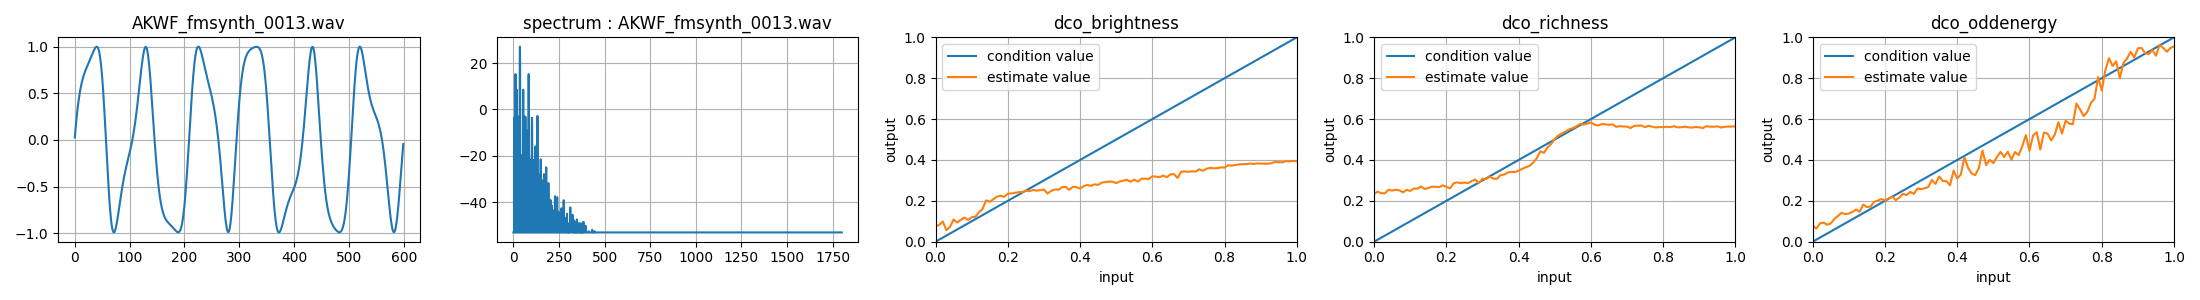 AKWF_fmsynth_0013.wav
1.0
0.5
0.0
−0.5
−1.0
0 100 200 300 400 500 600
spectrum : AKWF_fmsynth_0013.wav
20
0
−20
−40
0 250 500 750 1000 1250 1500 1750
dco_brightness
condition value
estimate value
output
1.0
0.8
0.6
0.4
0.2
0.0
0.0 0.2 0.4 0.6 0.8 1.0
input
dco_richness
condition value
estimate value
output
1.0
0.8
0.6
0.4
0.2
0.0
0.0 0.2 0.4 0.6 0.8 1.0
input
dco_oddenergy
condition value
estimate value
output
1.0
0.8
0.6
0.4
0.2
0.0
0.0 0.2 0.4 0.6 0.8 1.0
input